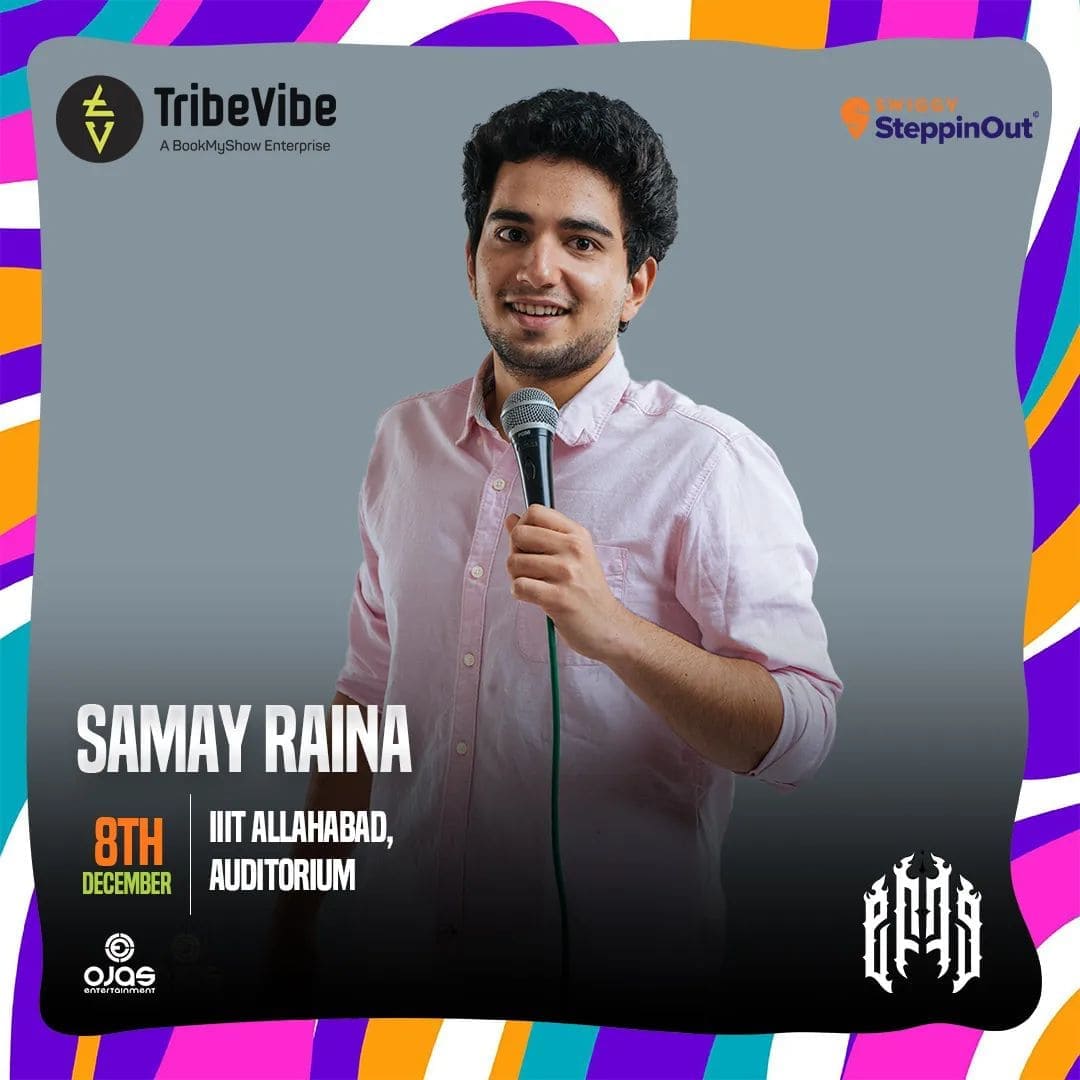 TribeVibe
A BookMyShow Enterprise
SWIGGY
SteppinOut
SAMAY RAINA
8TH
DECEMBER
IIIT ALLAHABAD,
AUDITORIUM
OJAS
entertainment